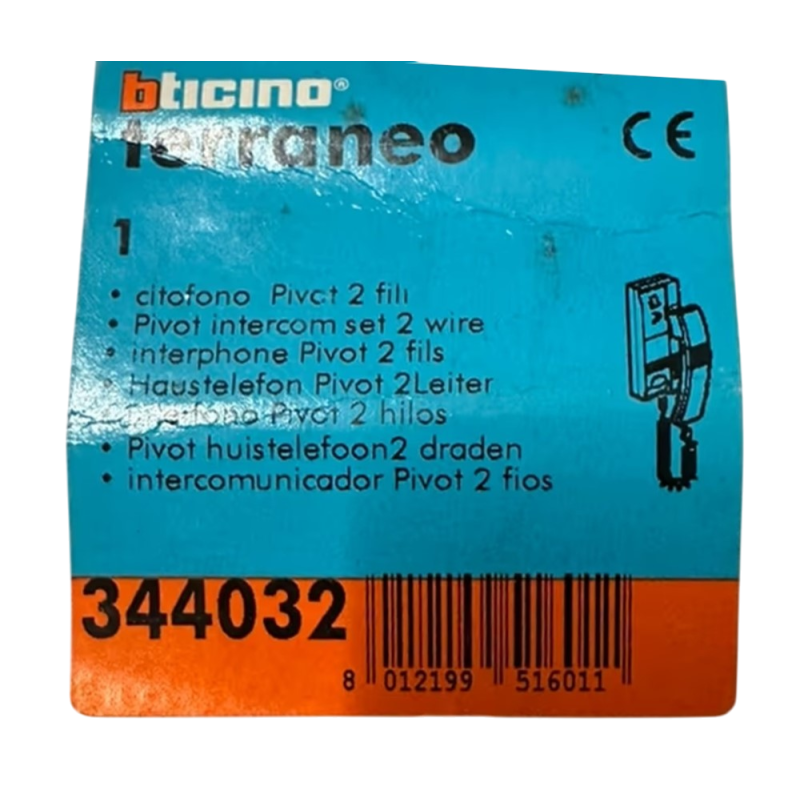 bticino®
terraneo
CE
1
• citofono Pivot 2 fili
• Pivot intercom set 2 wire
• interphone Pivot 2 fils
• Haustelefon Pivot 2Leiter
Pivot 2 hilos
• Pivot huistelefoon2 draden
• intercomunicador Pivot 2 fios
344032
8 012199 516011